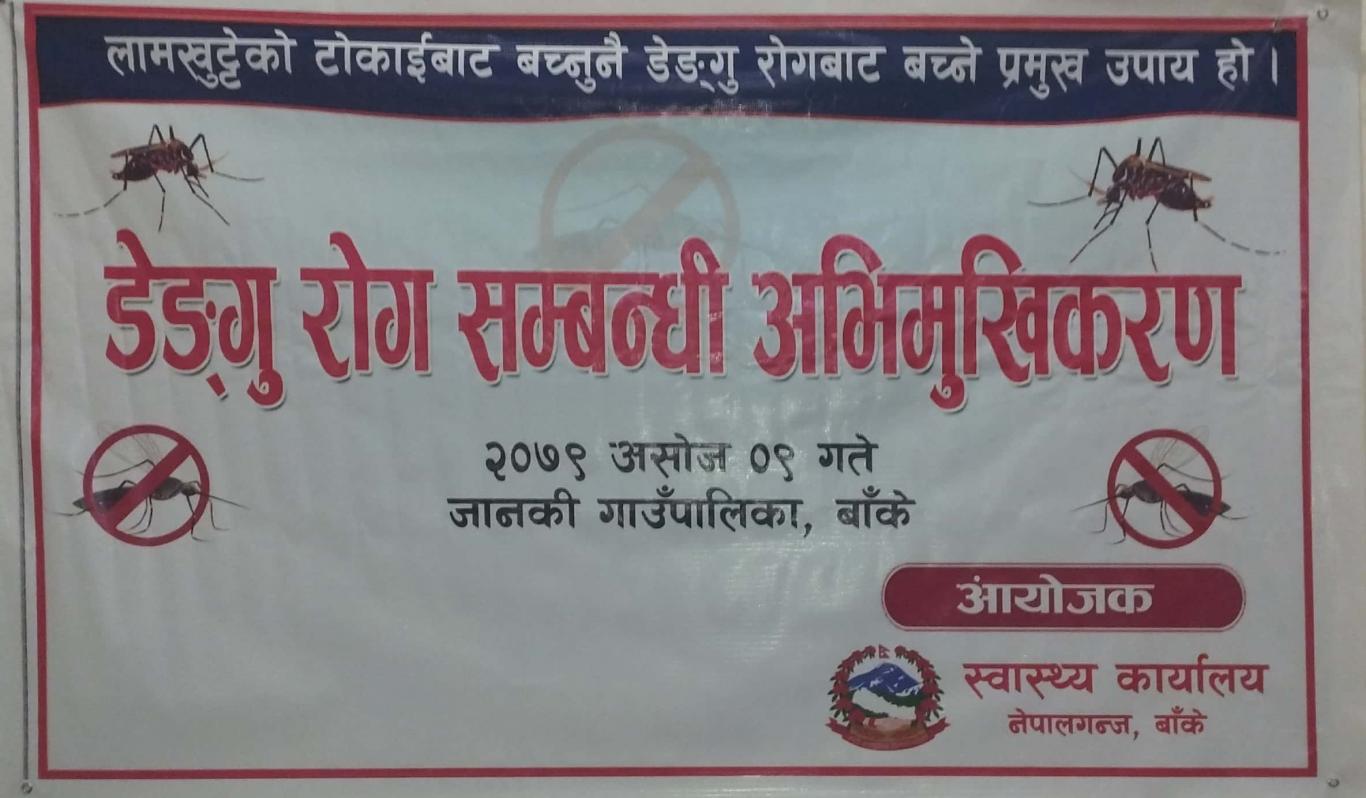 लामखुट्टेको टोकाईबाट बच्नुनै डेङ्गु रोगबाट बच्ने प्रमुख उपाय हो ।
डेङ्गु रोग सम्बन्धी अभिमुखिकरण
२०७९ असोज ०९ गते
जानकी गाउँपालिका, बाँके
आंयोजक
स्वास्थ्य कार्यालय
नेपालगन्ज, बाँके